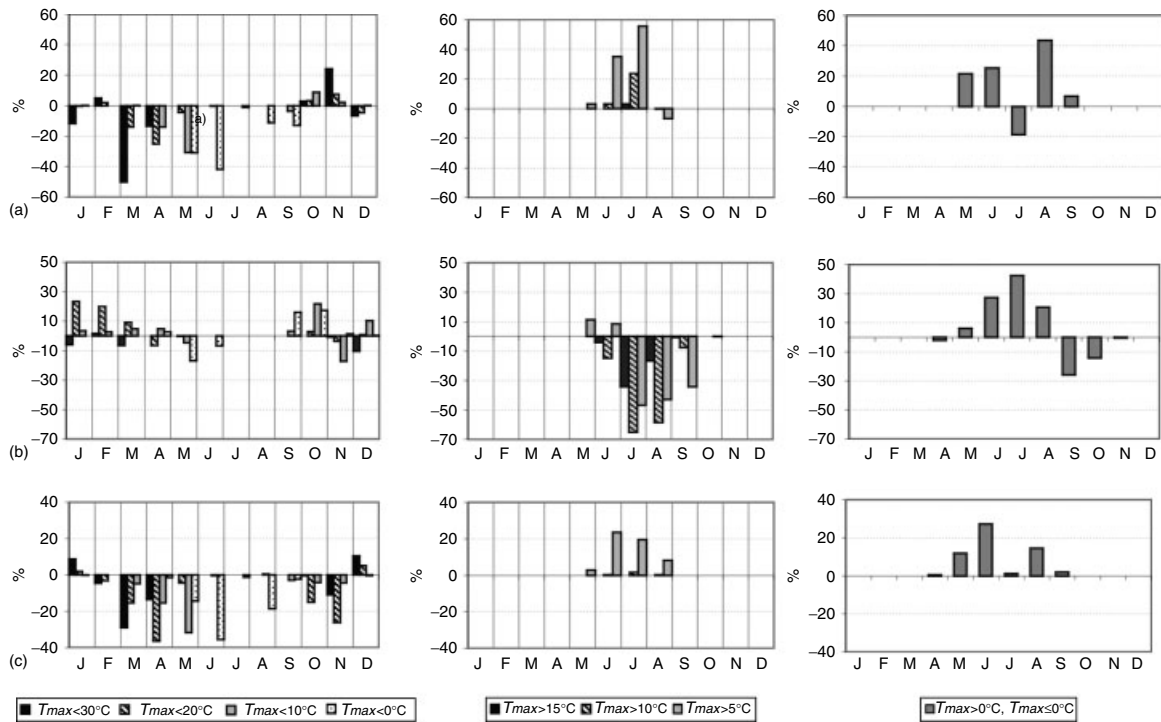 60 60 60
40 40 40
20 20 20
% 0 % 0 % 0
a)
–20 –20 –20
–40 –40 –40
–60 –60 –60
(a) J F M A M J J A S O N D J F M A M J J A S O N D J F M A M J J A S O N D
50 50 50
30 30 30
10 10 10
% –10 % –10 % –10
–30 –30 –30
–50 –50 –50
–70 –70 –70
(b) J F M A M J J A S O N D J F M A M J J A S O N D J F M A M J J A S O N D
40 40 40
20 20 20
% 0 % 0 % 0
–20 –20 –20
–40 –40 –40
(c) J F M A M J J A S O N D J F M A M J J A S O N D J F M A M J J A S O N D
Tmax<30°C Tmax<20°C Tmax<10°C Tmax<0°C Tmax>15°C Tmax>10°C Tmax>5°C Tmax>0°C, Tmax≤0°C